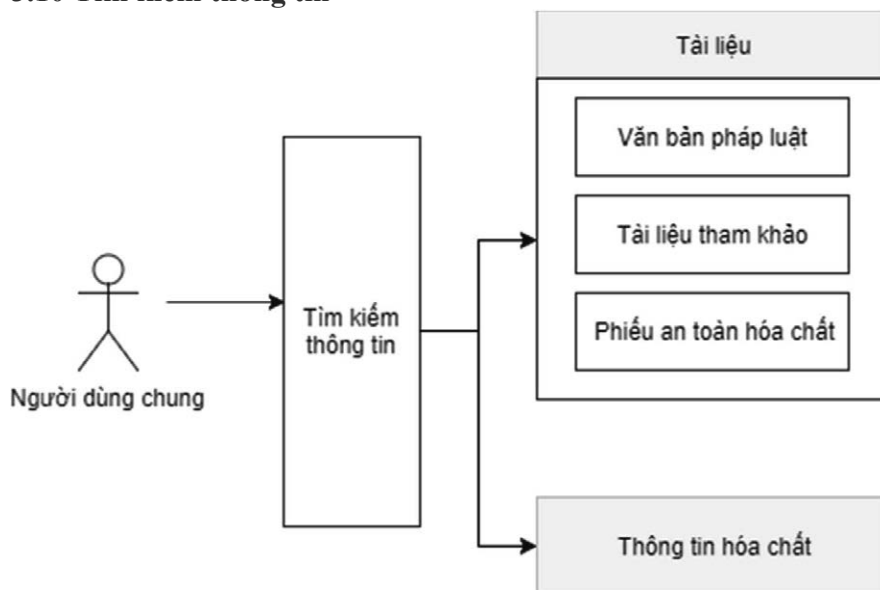 Tài liệu
Văn bản pháp luật
Tài liệu tham khảo
Phiếu an toàn hóa chất
Tìm kiếm
thông tin
Người dùng chung
Thông tin hóa chất